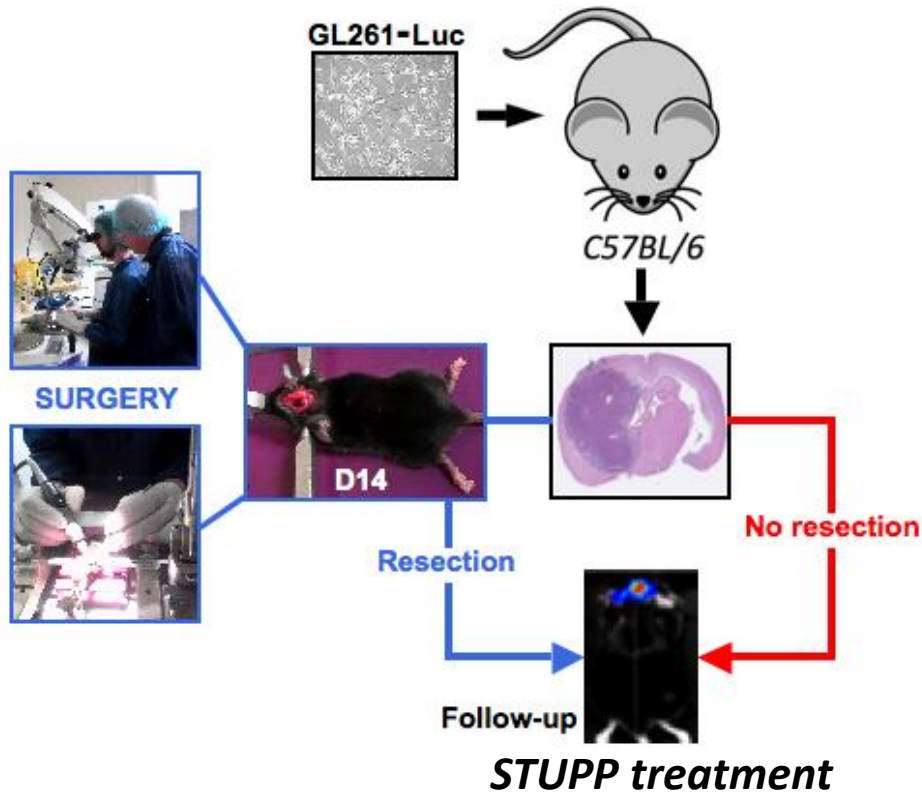 GL261-Luc
C57BL/6
SURGERY
D14
No resection
Resection
Follow-up
STUPP treatment